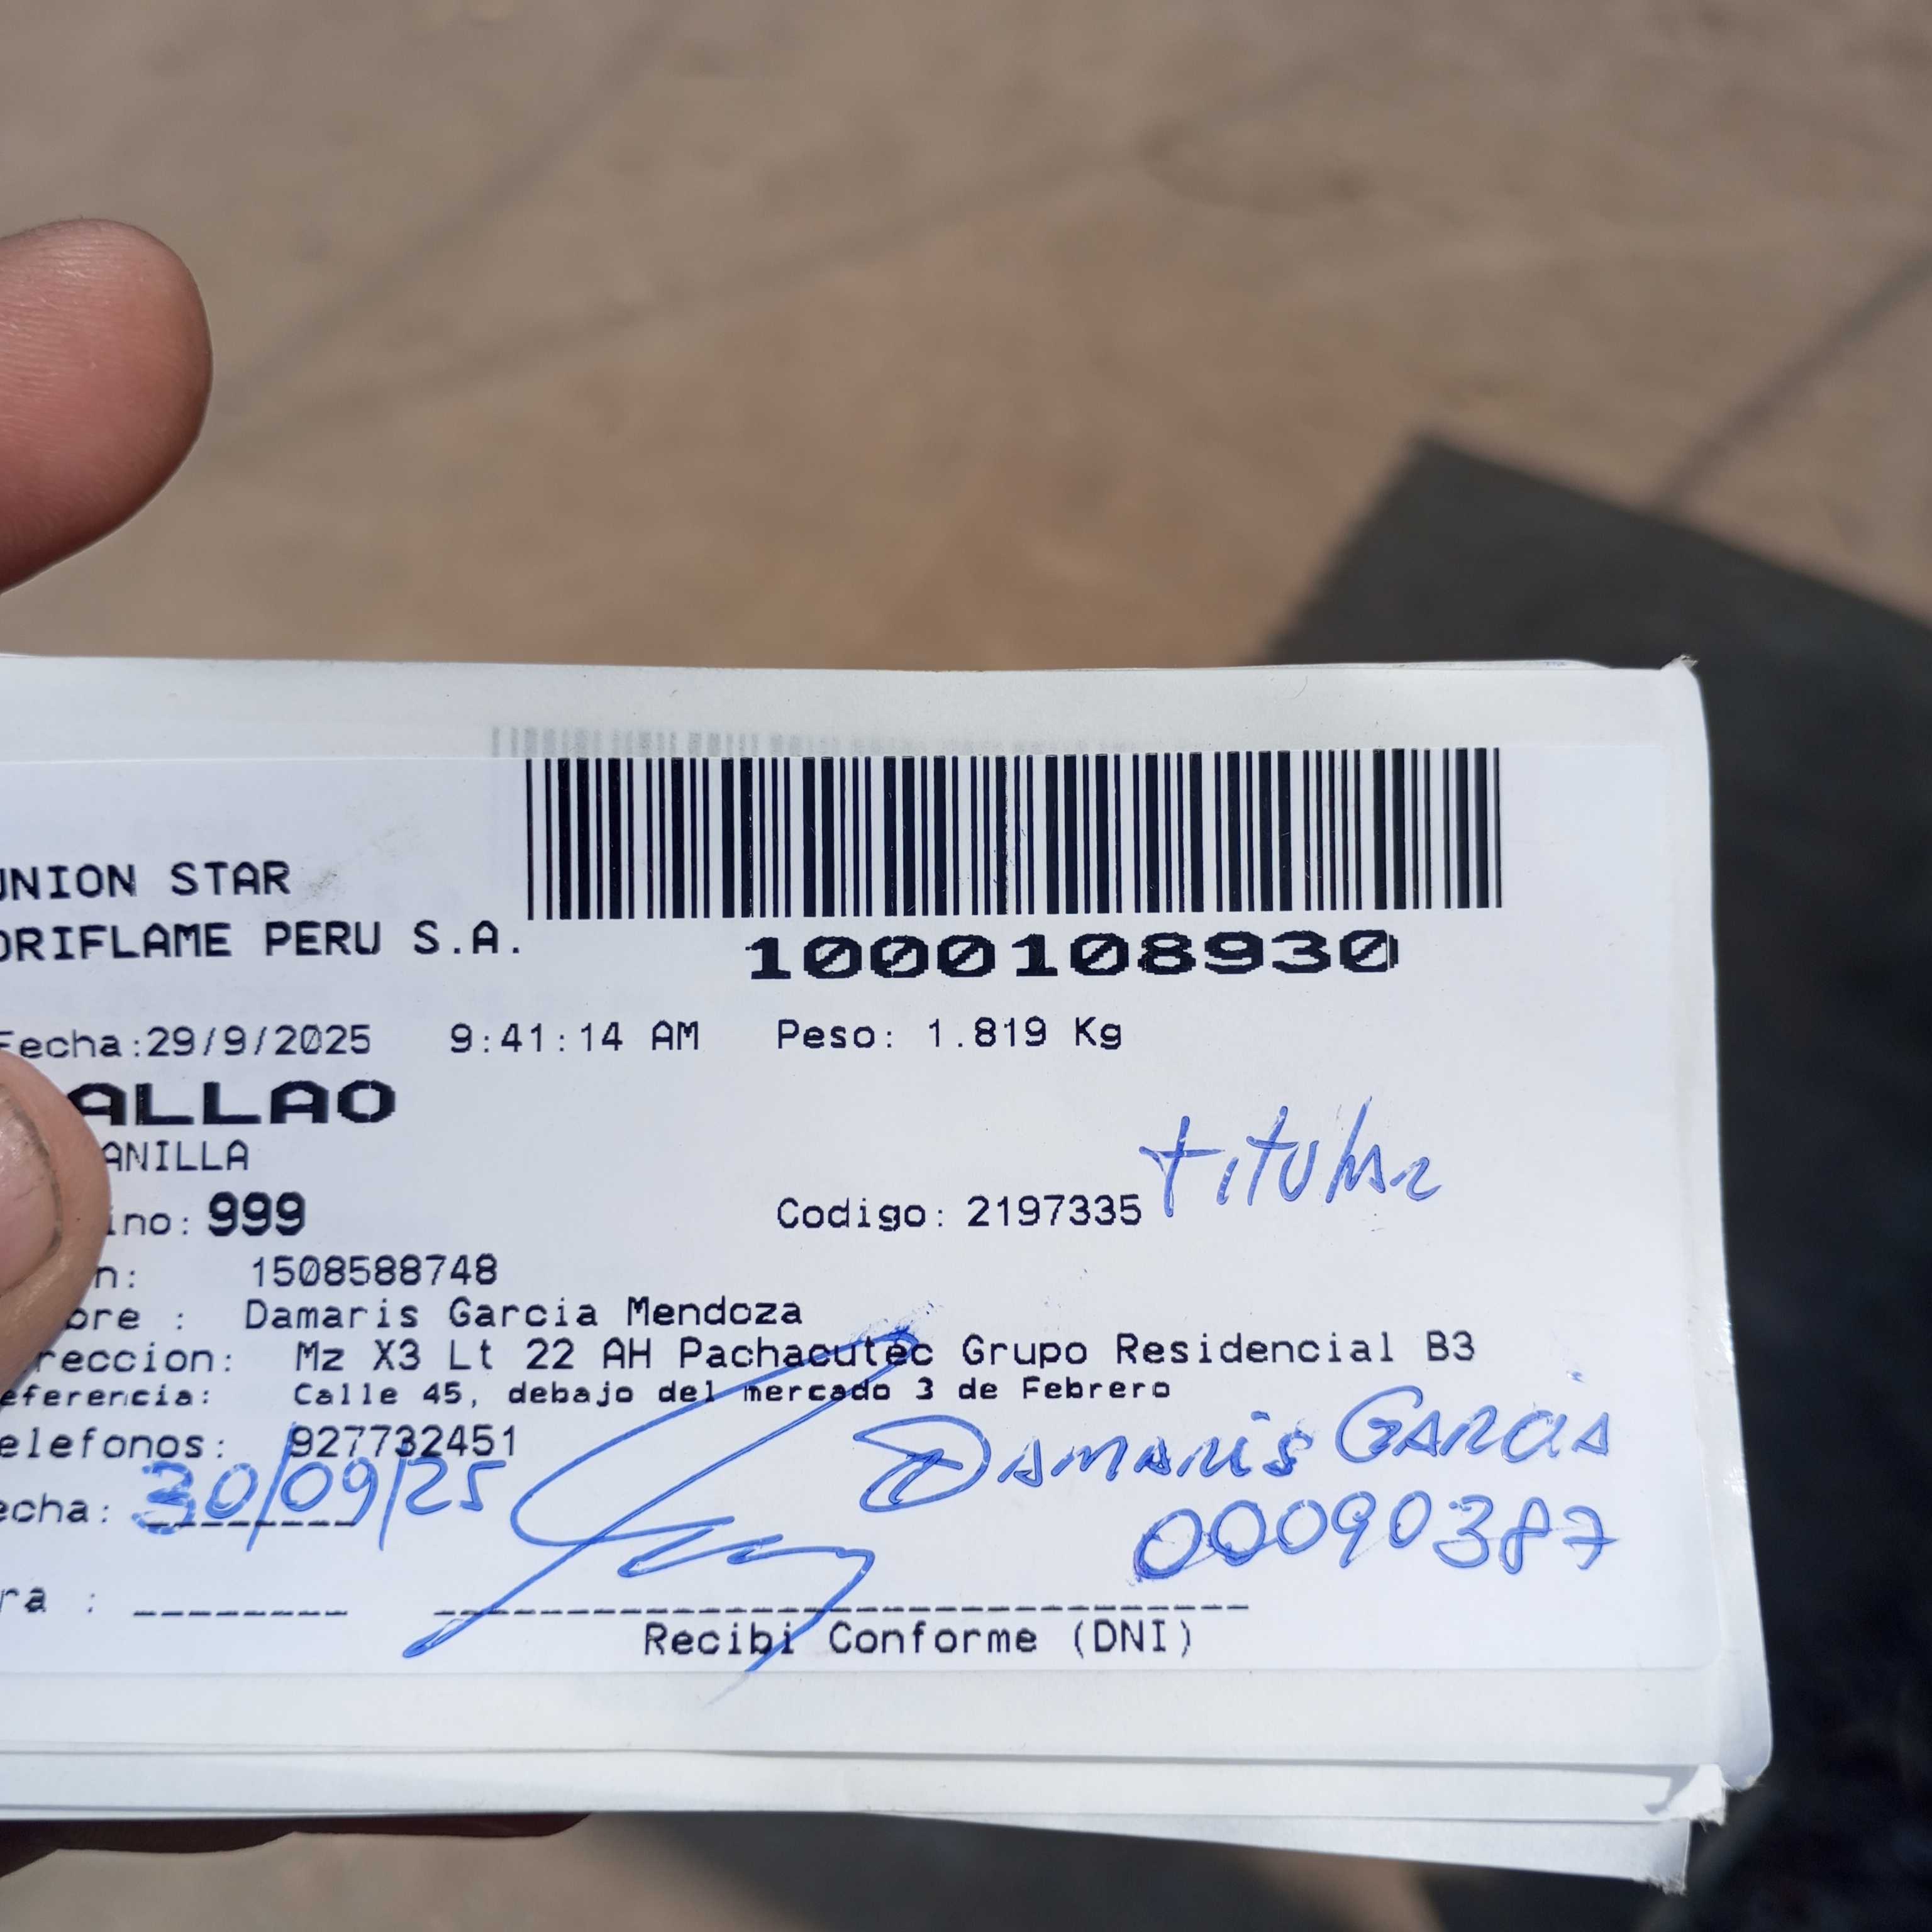 UNION STAR
ORIFLAME PERU S.A.
1000108930
Fecha:29/9/2025 9:41:14 AM Peso: 1.819 Kg
ALLAO
ANILLA
ino: 999 Codigo: 2197335 titular
n: 1508588748
bre : Damaris Garcia Mendoza
reccion: Mz X3 Lt 22 AH Pachacutec Grupo Residencial B3
eferencia: Calle 45, debajo del mercado 3 de Febrero
elefonos: 927732451
DAMARIS GARCIA
echa: 30/09/25
00090387
ra : --------
Recibi Conforme (DNI)